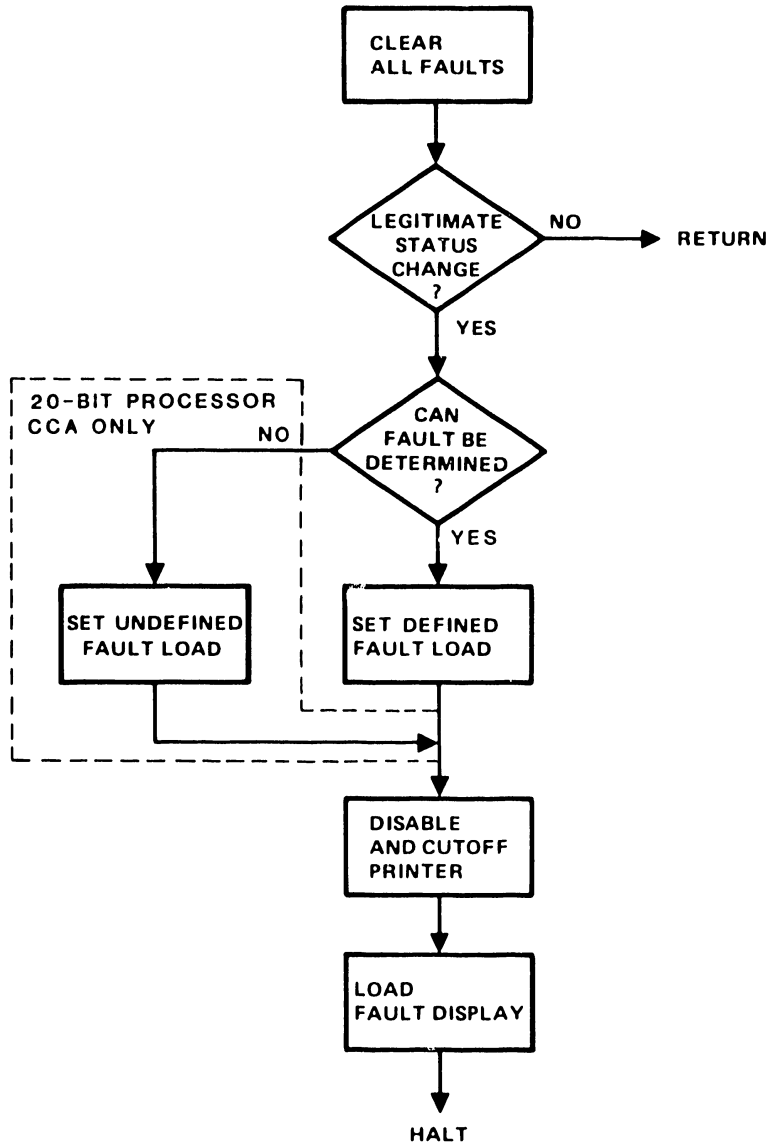 CLEAR
ALL FAULTS
LEGITIMATE
STATUS
CHANGE
?
NO
RETURN
YES
20-BIT PROCESSOR
CCA ONLY
NO
CAN
FAULT BE
DETERMINED
?
YES
SET UNDEFINED
FAULT LOAD
SET DEFINED
FAULT LOAD
DISABLE
AND CUTOFF
PRINTER
LOAD
FAULT DISPLAY
HALT